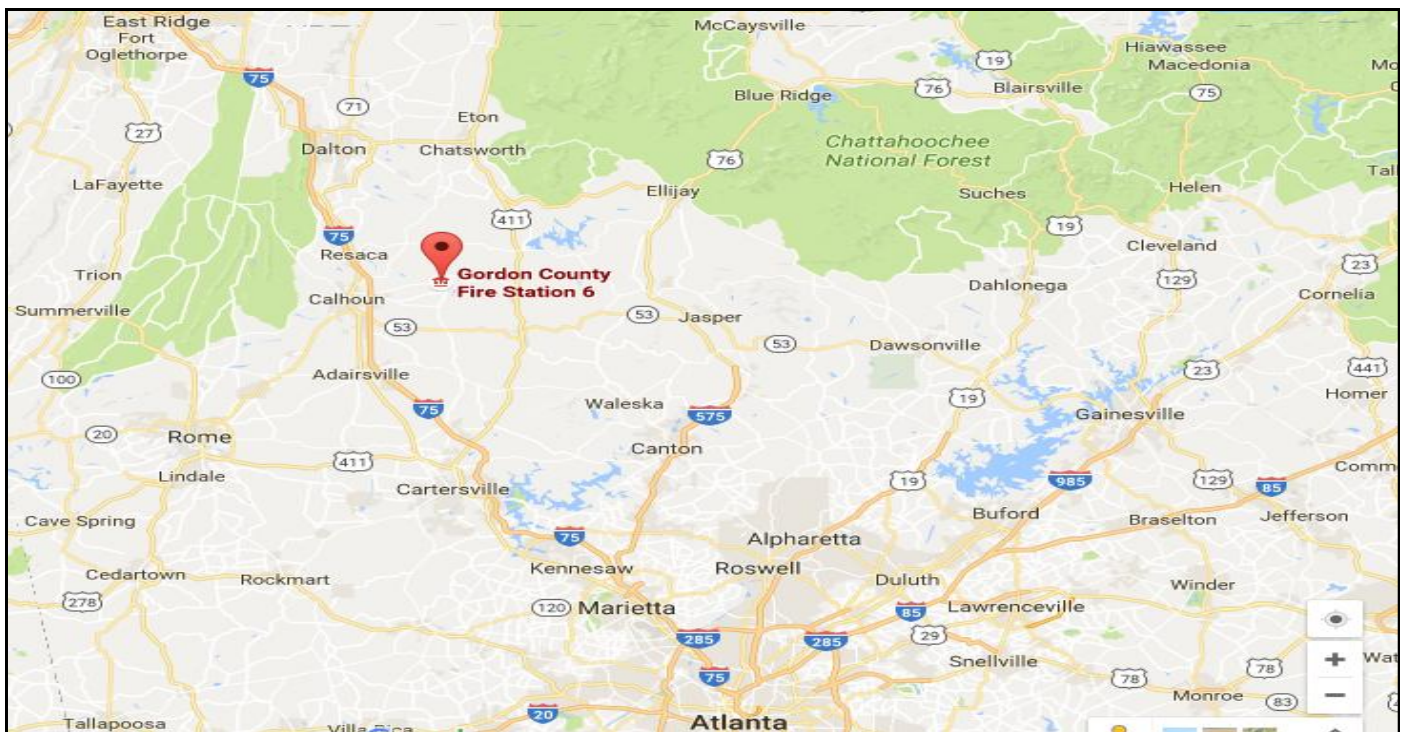 East Ridge
McCaysville
Fort
Oglethorpe
Hiawassee
19
Macedonia
75
76
Blairsville
Blue Ridge
75
71
Eton
27
Chattahoochee
National Forest
Dalton
Chatsworth
76
LaFayette
Ellijay
Suches
Helen
411
19
75
Resaca
Cleveland
Trion
Gordon County
Fire Station 6
23
129
Dahlonega
Cornelia
Calhoun
Summerville
53
Jasper
53
53
Dawsonville
23
441
Adairsville
100
Homer
19
Waleska
75
575
Gainesville
20
Rome
Canton
411
Lindale
19
985
129
85
Cartersville
Buford
Braselton
Jefferson
Cave Spring
75
Alpharetta
Kennesaw
Roswell
Duluth
Cedartown
Rockmart
Winder
278
120
Marietta
85
Lawrenceville
285
285
29
Snellville
78
78
75
Monroe
83
20
Tallapoosa
Atlanta